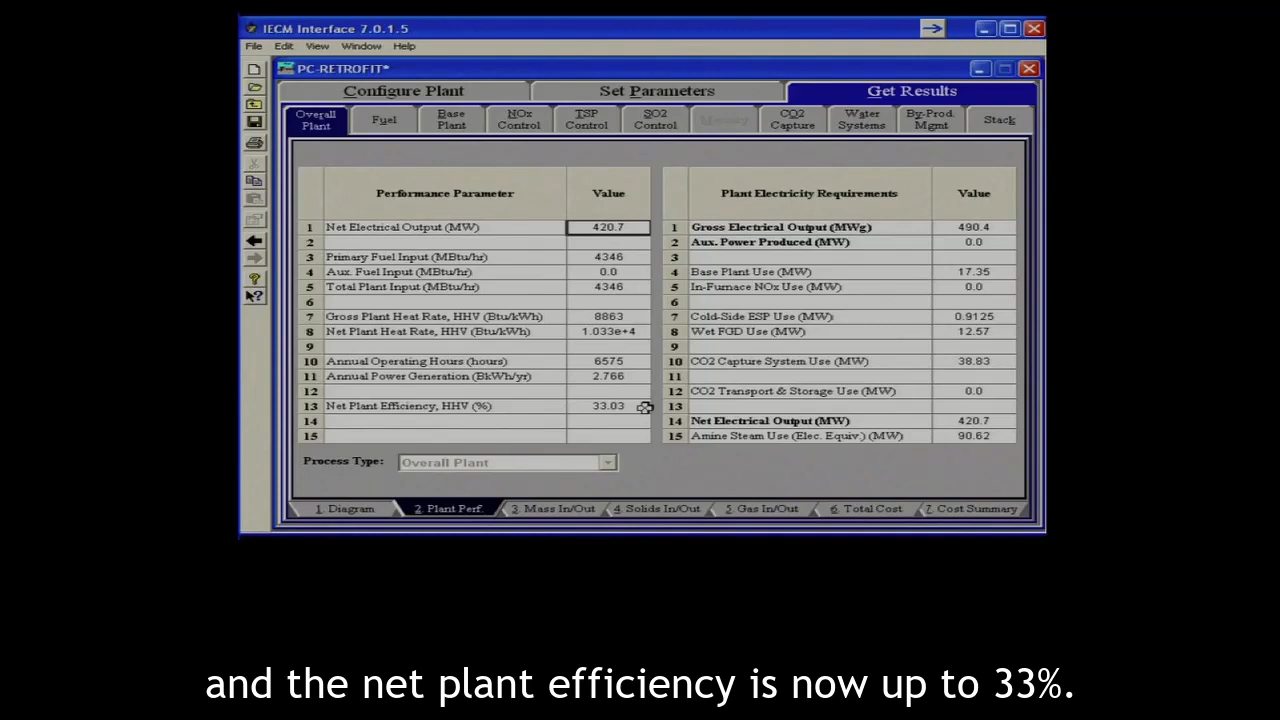 IECM Interface 7.0.1.5
File Edit View Window Help
PC-RETROFIT*
Configure Plant Set Parameters Get Results
Overall Plant Fuel Base Plant NOx Control TSP Control SO2 Control Mercury CO2 Capture Water Systems By-Prod. Mgmt Stack
Performance Parameter Value Plant Electricity Requirements Value
1 Net Electrical Output (MW) 420.7 1 Gross Electrical Output (MWg) 490.4
2 2 Aux. Power Produced (MW) 0.0
3 Primary Fuel Input (MBtu/hr) 4346 3
4 Aux. Fuel Input (MBtu/hr) 0.0 4 Base Plant Use (MW) 17.35
5 Total Plant Input (MBtu/hr) 4346 5 In-Furnace NOx Use (MW) 0.0
6 6
7 Gross Plant Heat Rate, HHV (Btu/kWh) 8863 7 Cold-Side ESP Use (MW) 0.9125
8 Net Plant Heat Rate, HHV (Btu/kWh) 1.033e+4 8 Wet FGD Use (MW) 12.57
9 9
10 Annual Operating Hours (hours) 6575 10 CO2 Capture System Use (MW) 38.83
11 Annual Power Generation (BkWh/yr) 2.766 11
12 12 CO2 Transport & Storage Use (MW) 0.0
13 Net Plant Efficiency, HHV (%) 33.03 13
14 14 Net Electrical Output (MW) 420.7
15 15 Amine Steam Use (Elec. Equiv.) (MW) 90.62
Process Type: Overall Plant
1. Diagram 2. Plant Perf. 3. Mass In/Out 4. Solids In/Out 5. Gas In/Out 6. Total Cost 7. Cost Summary
and the net plant efficiency is now up to 33%.